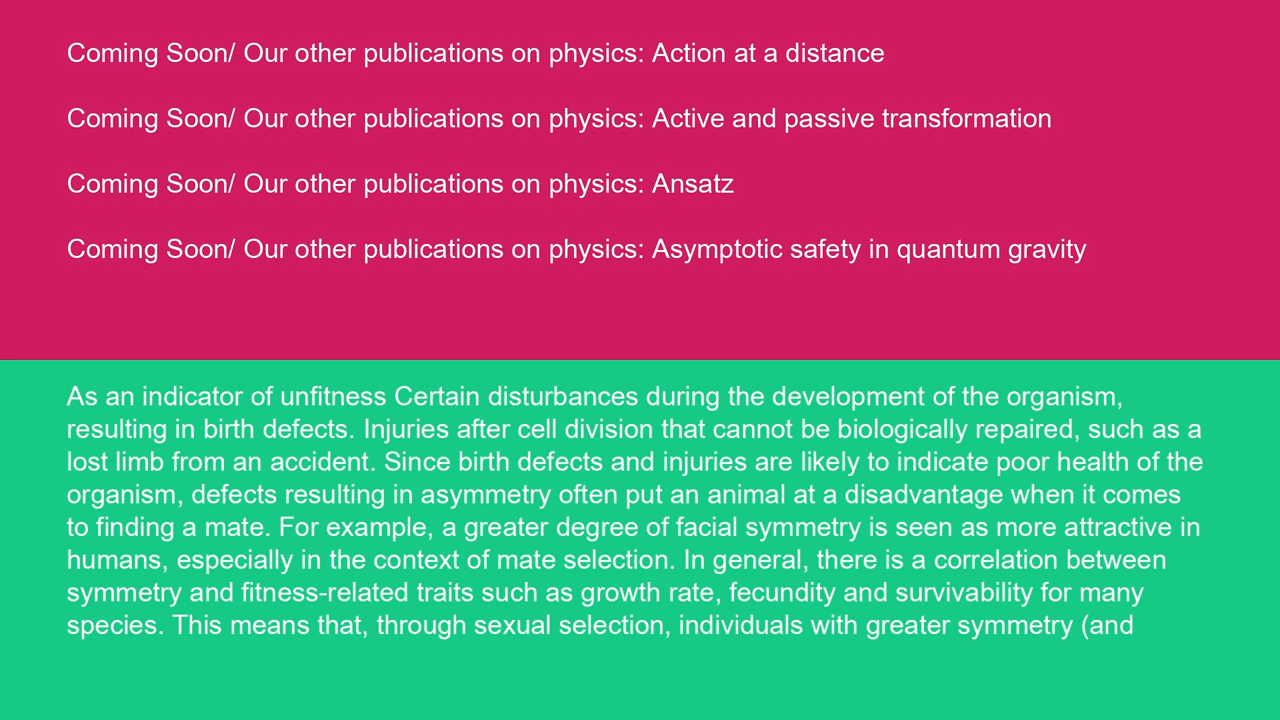 Coming Soon/ Our other publications on physics: Action at a distance
Coming Soon/ Our other publications on physics: Active and passive transformation
Coming Soon/ Our other publications on physics: Ansatz
Coming Soon/ Our other publications on physics: Asymptotic safety in quantum gravity
As an indicator of unfitness Certain disturbances during the development of the organism,
resulting in birth defects. Injuries after cell division that cannot be biologically repaired, such as a
lost limb from an accident. Since birth defects and injuries are likely to indicate poor health of the
organism, defects resulting in asymmetry often put an animal at a disadvantage when it comes
to finding a mate. For example, a greater degree of facial symmetry is seen as more attractive in
humans, especially in the context of mate selection. In general, there is a correlation between
symmetry and fitness-related traits such as growth rate, fecundity and survivability for many
species. This means that, through sexual selection, individuals with greater symmetry (and